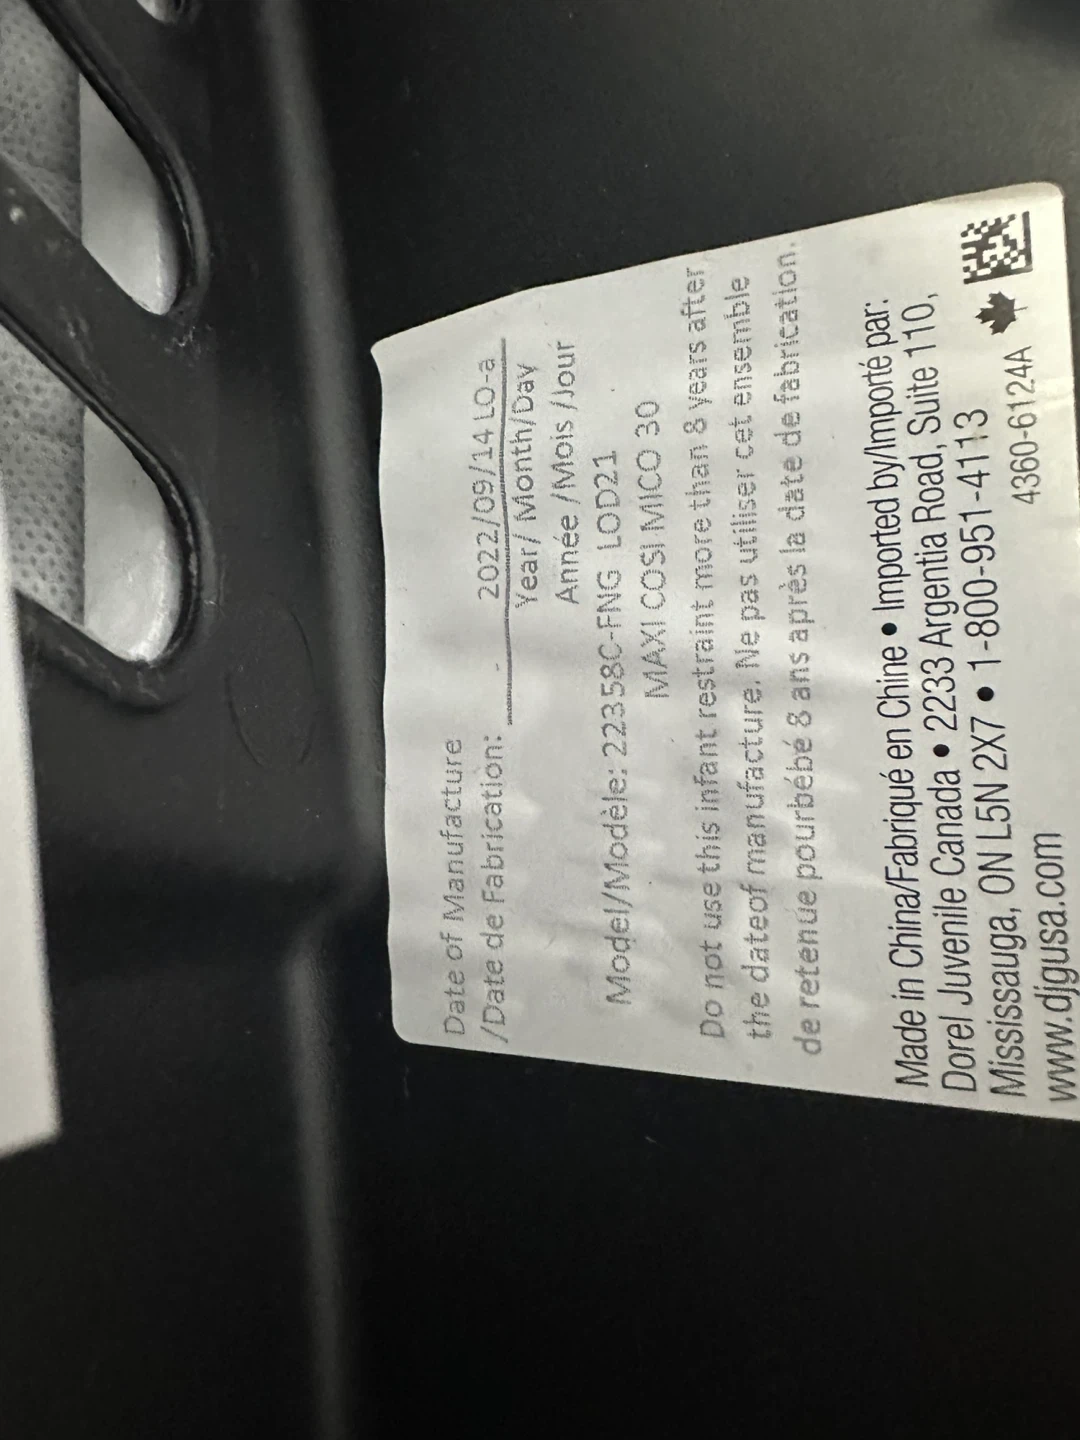 Date of Manufacture
/Date de Fabrication: 2022/09/14 LO-a
Year/ Month/Day
Année /Mois /Jour
Model/Modèle: 22358C-FNG LOD21
MAXI COSI MICO 30
Do not use this infant restraint more than 8 years after
the dateof manufacture. Ne pas utiliser cet ensemble
de retenue pourbébé 8 ans après la date de fabrication.
Made in China/Fabriqué en Chine • Imported by/Importé par:
Dorel Juvenile Canada • 2233 Argentia Road, Suite 110,
Mississauga, ON L5N 2X7 • 1-800-951-4113
www.djgusa.com 4360-6124A